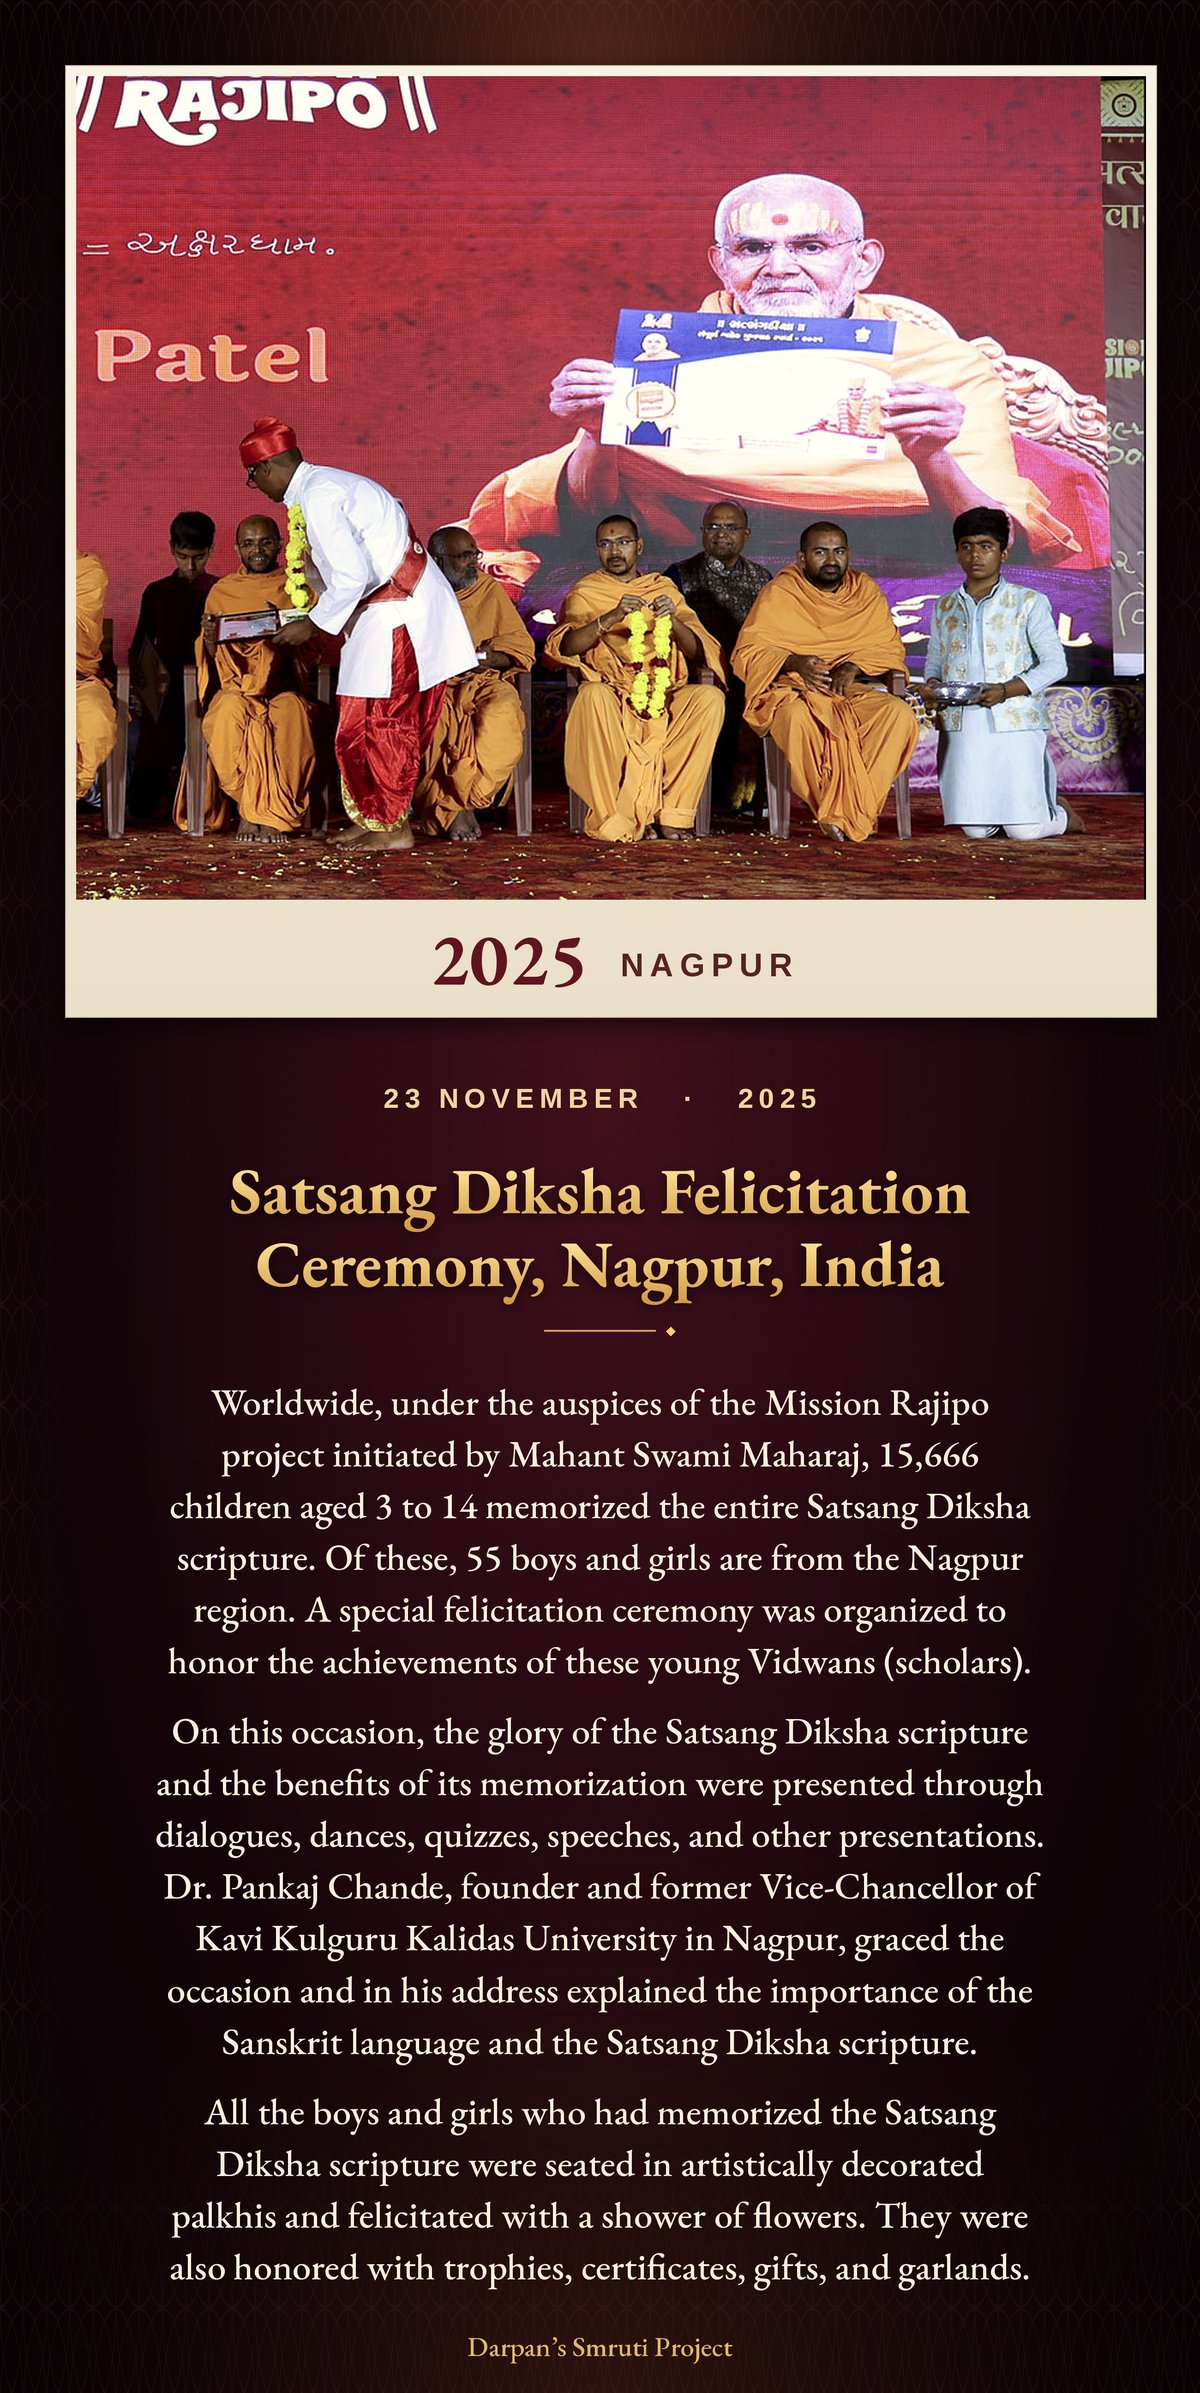 RAJIPO
= અક્ષરધામ.
Patel
2025 NAGPUR
23 NOVEMBER · 2025
Satsang Diksha Felicitation
Ceremony, Nagpur, India
Worldwide, under the auspices of the Mission Rajipo
project initiated by Mahant Swami Maharaj, 15,666
children aged 3 to 14 memorized the entire Satsang Diksha
scripture. Of these, 55 boys and girls are from the Nagpur
region. A special felicitation ceremony was organized to
honor the achievements of these young Vidwans (scholars).
On this occasion, the glory of the Satsang Diksha scripture
and the benefits of its memorization were presented through
dialogues, dances, quizzes, speeches, and other presentations.
Dr. Pankaj Chande, founder and former Vice-Chancellor of
Kavi Kulguru Kalidas University in Nagpur, graced the
occasion and in his address explained the importance of the
Sanskrit language and the Satsang Diksha scripture.
All the boys and girls who had memorized the Satsang
Diksha scripture were seated in artistically decorated
palkhis and felicitated with a shower of flowers. They were
also honored with trophies, certificates, gifts, and garlands.
Darpan’s Smruti Project